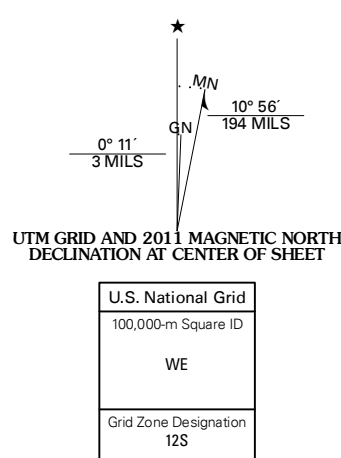 ★
MN
GN
10° 56´
194 MILS
0° 11´
3 MILS
UTM GRID AND 2011 MAGNETIC NORTH
DECLINATION AT CENTER OF SHEET
U.S. National Grid
100,000-m Square ID
WE
Grid Zone Designation
12S